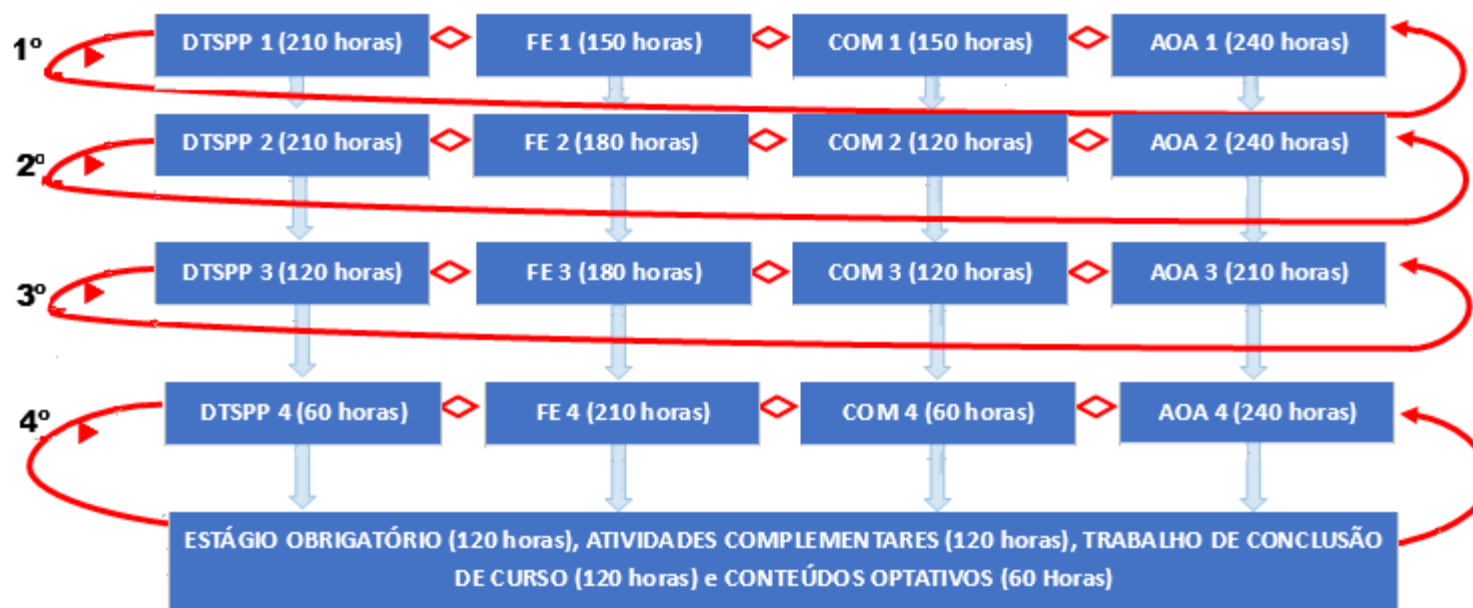 1º
DTSPP 1 (210 horas)
FE 1 (150 horas)
COM 1 (150 horas)
AOA 1 (240 horas)
2º
DTSPP 2 (210 horas)
FE 2 (180 horas)
COM 2 (120 horas)
AOA 2 (240 horas)
3º
DTSPP 3 (120 horas)
FE 3 (180 horas)
COM 3 (120 horas)
AOA 3 (210 horas)
4º
DTSPP 4 (60 horas)
FE 4 (210 horas)
COM 4 (60 horas)
AOA 4 (240 horas)
ESTÁGIO OBRIGATÓRIO (120 horas), ATIVIDADES COMPLEMENTARES (120 horas), TRABALHO DE CONCLUSÃO
DE CURSO (120 horas) e CONTEÚDOS OPTATIVOS (60 Horas)